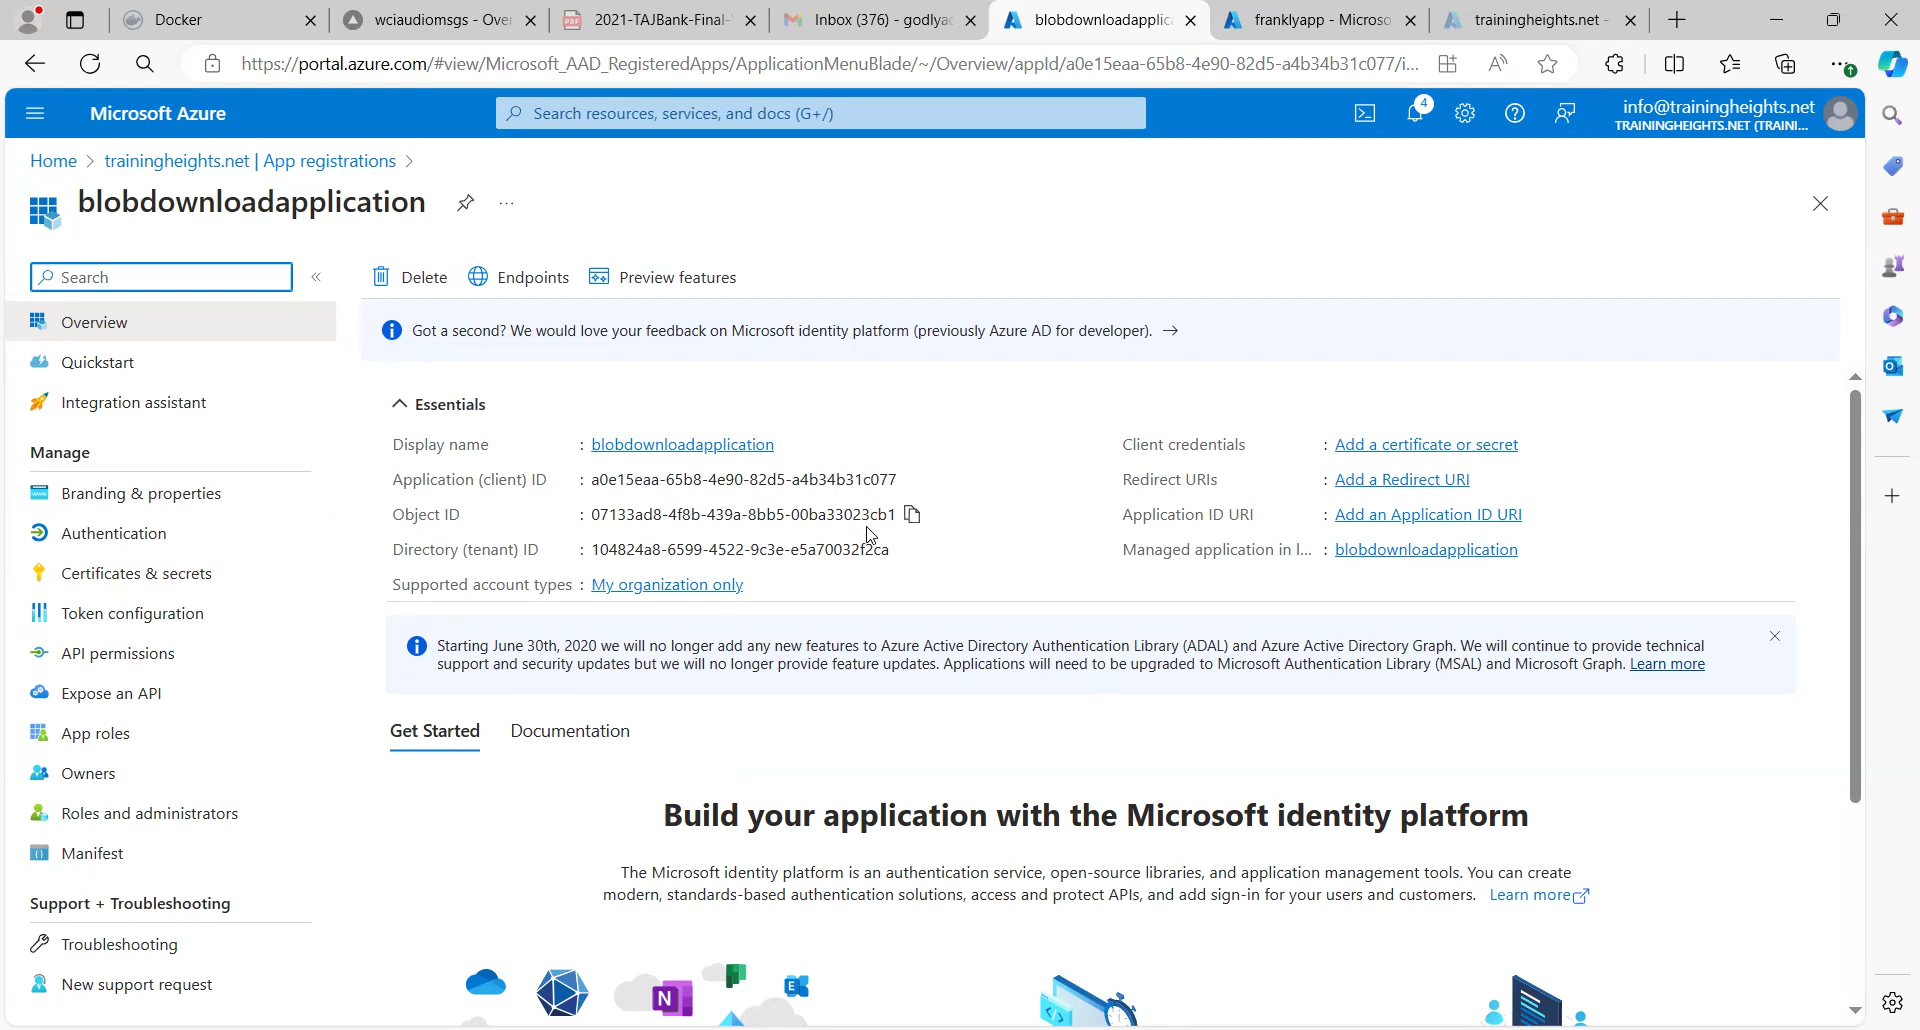 Docker
wciaudiomsgs - Over
2021-TAJBank-Final-
Inbox (376) - godlyac
blobdownloadapplic
franklyapp - Microso
trainingheights.net -
https://portal.azure.com/#view/Microsoft_AAD_RegisteredApps/ApplicationMenuBlade/~/Overview/appId/a0e15eaa-65b8-4e90-82d5-a4b34b31c077/i...
Microsoft Azure
Search resources, services, and docs (G+/)
4
info@trainingheights.net
TRAININGHEIGHTS.NET (TRAINI...
Home > trainingheights.net | App registrations >
blobdownloadapplication
...
Search
«
Delete
Endpoints
Preview features
Got a second? We would love your feedback on Microsoft identity platform (previously Azure AD for developer). →
Overview
Quickstart
Integration assistant
Manage
Branding & properties
Authentication
Certificates & secrets
Token configuration
API permissions
Expose an API
App roles
Owners
Roles and administrators
Manifest
Support + Troubleshooting
Troubleshooting
New support request
Essentials
Display name : blobdownloadapplication
Application (client) ID : a0e15eaa-65b8-4e90-82d5-a4b34b31c077
Object ID : 07133ad8-4f8b-439a-8bb5-00ba33023cb1
Directory (tenant) ID : 104824a8-6599-4522-9c3e-e5a70032f2ca
Supported account types : My organization only
Client credentials : Add a certificate or secret
Redirect URIs : Add a Redirect URI
Application ID URI : Add an Application ID URI
Managed application in l... : blobdownloadapplication
Starting June 30th, 2020 we will no longer add any new features to Azure Active Directory Authentication Library (ADAL) and Azure Active Directory Graph. We will continue to provide technical
support and security updates but we will no longer provide feature updates. Applications will need to be upgraded to Microsoft Authentication Library (MSAL) and Microsoft Graph. Learn more
Get Started
Documentation
Build your application with the Microsoft identity platform
The Microsoft identity platform is an authentication service, open-source libraries, and application management tools. You can create
modern, standards-based authentication solutions, access and protect APIs, and add sign-in for your users and customers. Learn more
N
E